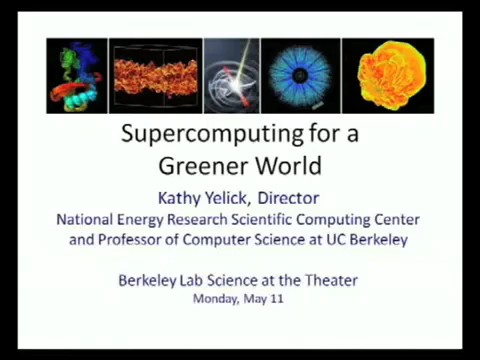 Supercomputing for a
Greener World
Kathy Yelick, Director
National Energy Research Scientific Computing Center
and Professor of Computer Science at UC Berkeley
Berkeley Lab Science at the Theater
Monday, May 11